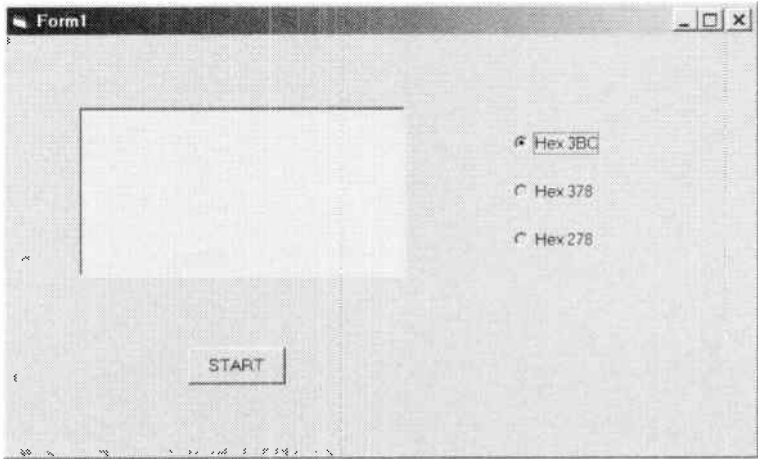 Form1
Hex 3BC
Hex 378
Hex 278
START